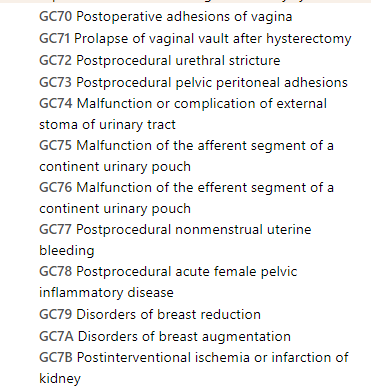 GC70 Postoperative adhesions of vagina
GC71 Prolapse of vaginal vault after hysterectomy
GC72 Postprocedural urethral stricture
GC73 Postprocedural pelvic peritoneal adhesions
GC74 Malfunction or complication of external
stoma of urinary tract
GC75 Malfunction of the afferent segment of a
continent urinary pouch
GC76 Malfunction of the efferent segment of a
continent urinary pouch
GC77 Postprocedural nonmenstrual uterine
bleeding
GC78 Postprocedural acute female pelvic
inflammatory disease
GC79 Disorders of breast reduction
GC7A Disorders of breast augmentation
GC7B Postinterventional ischemia or infarction of
kidney